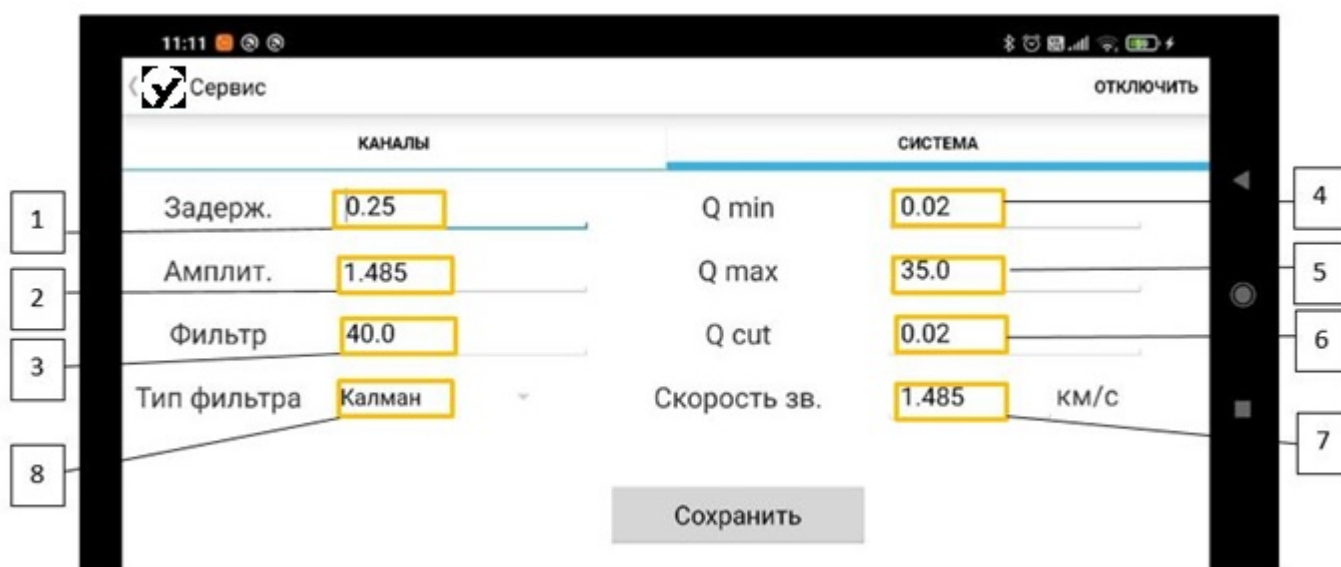 11:11
Сервис
ОТКЛЮЧИТЬ
КАНАЛЫ
СИСТЕМА
1
Задерж.
0.25
Q min
0.02
4
2
Амплит.
1.485
Q max
35.0
5
3
Фильтр
40.0
Q cut
0.02
6
8
Тип фильтра
Калман
Скорость зв.
1.485
км/с
7
Сохранить